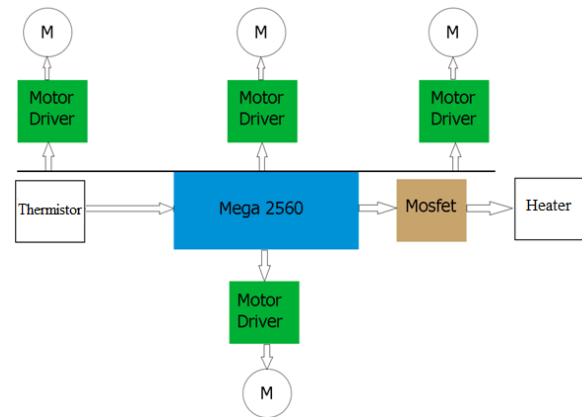 M
M
M
Motor
Driver
Motor
Driver
Motor
Driver
Thermistor
Mega 2560
Mosfet
Heater
Motor
Driver
M